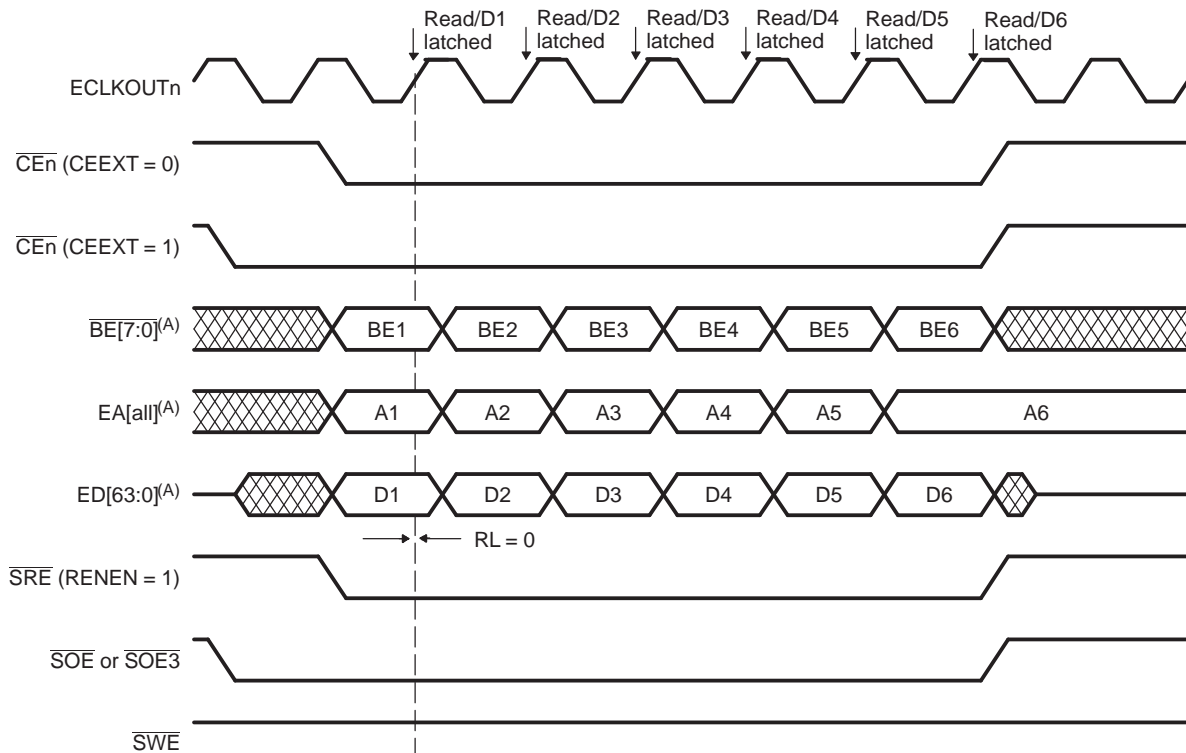 Read/D1 latched
Read/D2 latched
Read/D3 latched
Read/D4 latched
Read/D5 latched
Read/D6 latched
ECLKOUTn
CEn (CEEXT = 0)
CEn (CEEXT = 1)
BE[7:0](A)
BE1 BE2 BE3 BE4 BE5 BE6
EA[all](A)
A1 A2 A3 A4 A5 A6
ED[63:0](A)
D1 D2 D3 D4 D5 D6
RL = 0
SRE (RENEN = 1)
SOE or SOE3
SWE